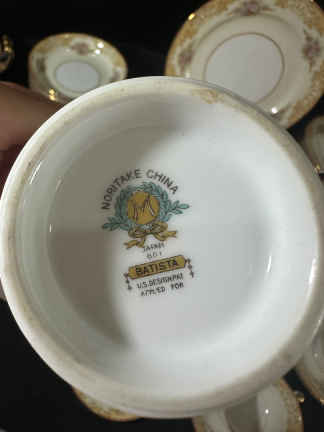 NORITAKE CHINA
M
JAPAN
601
BATISTA
U.S. DESIGN PAT.
APPLIED FOR